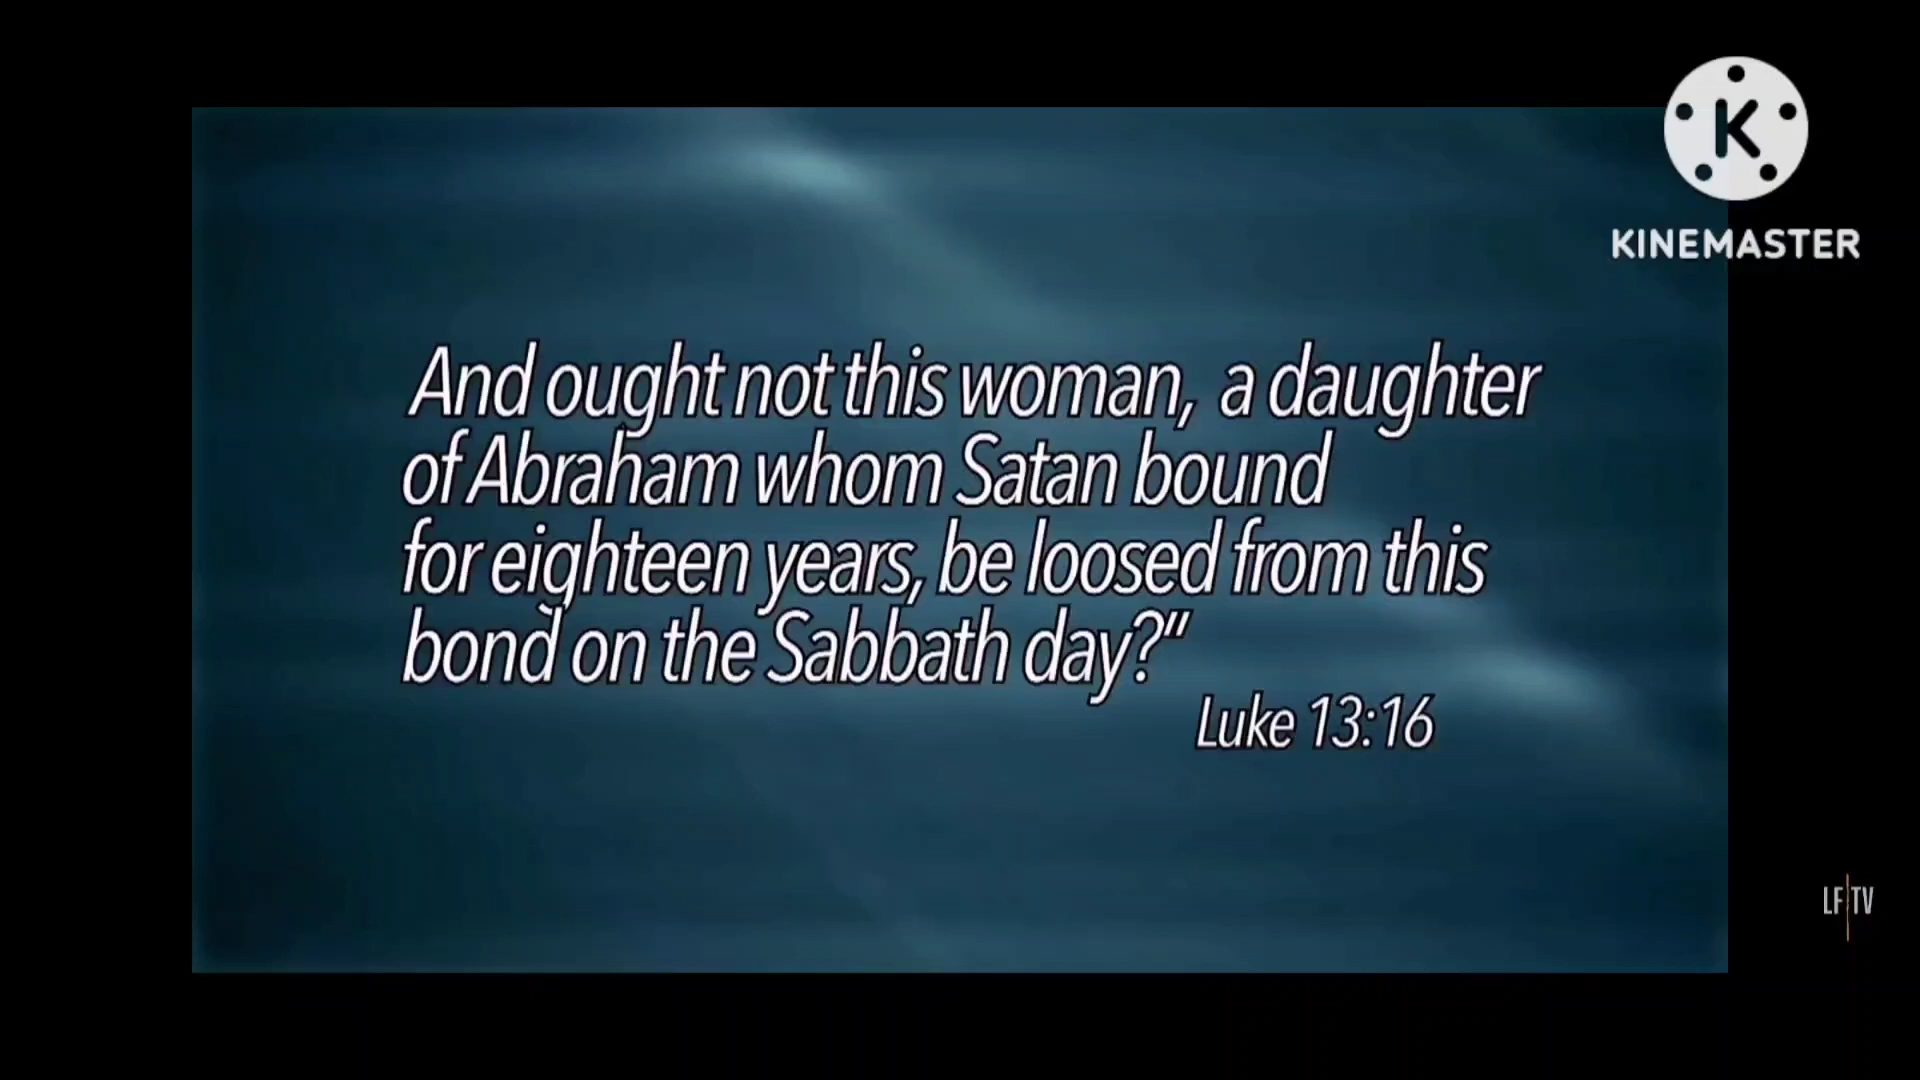 K
KINEMASTER
And ought not this woman, a daughter
of Abraham whom Satan bound
for eighteen years, be loosed from this
bond on the Sabbath day?"
Luke 13:16
LF TV